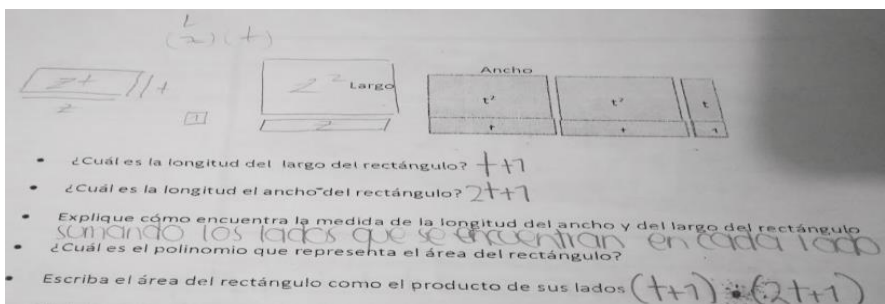 L
(z)(t)
Ancho
zt t z² Largo t² t² t
z 1 z t t 1
• ¿Cuál es la longitud del largo del rectángulo? t+1
• ¿Cuál es la longitud el ancho del rectángulo? 2t+1
• Explique cómo encuentra la medida de la longitud del ancho y del largo del rectángulo
sumando los lados que se encuentran en cada lado
• ¿Cuál es el polinomio que representa el área del rectángulo?
• Escriba el área del rectángulo como el producto de sus lados (t+1)·(2t+1)